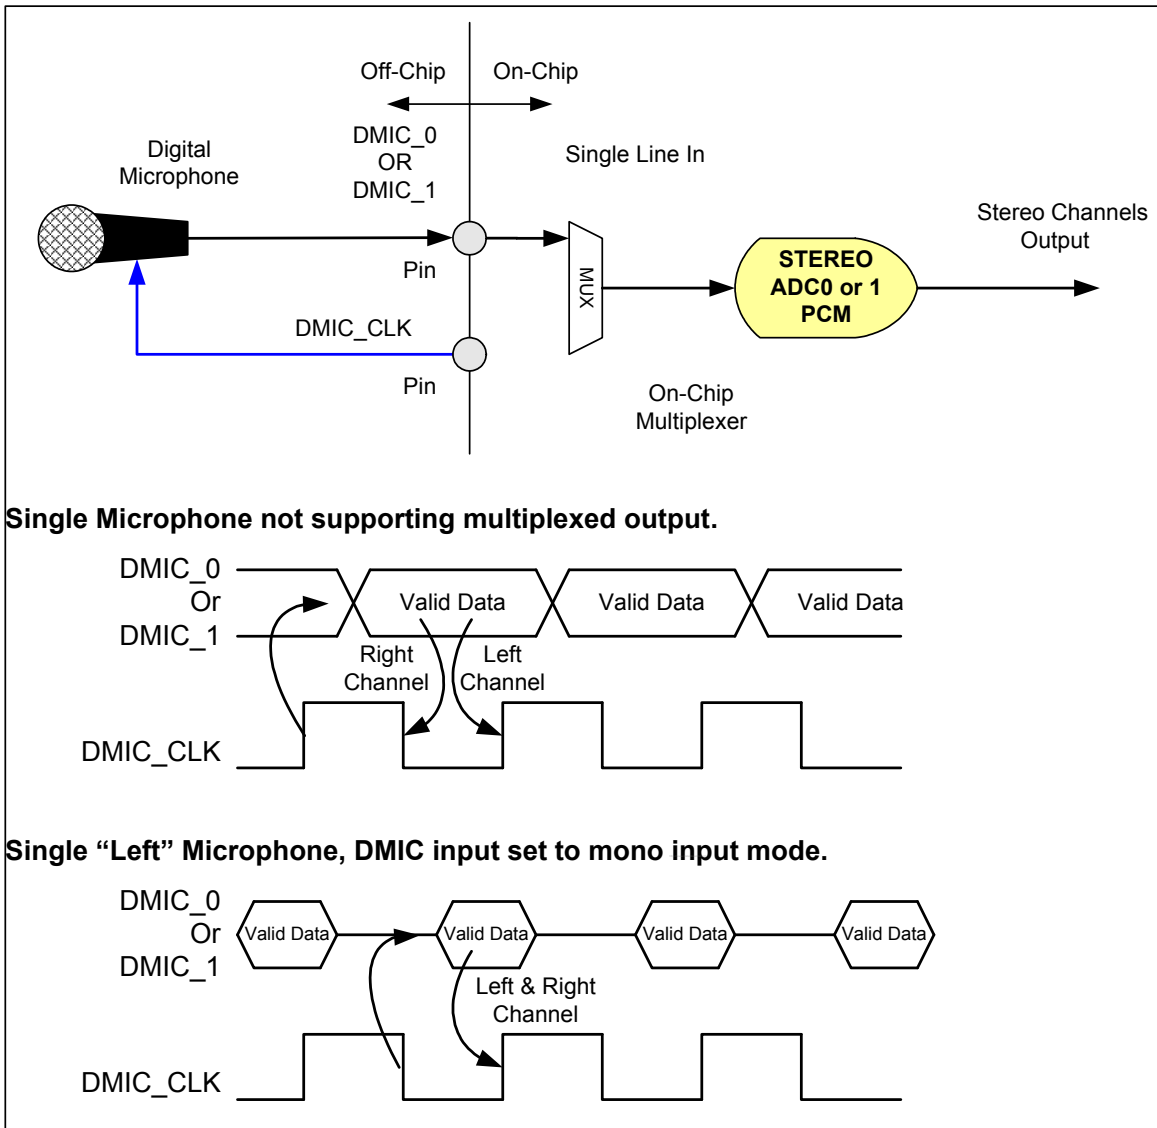 Off-Chip
On-Chip
DMIC_0
OR
DMIC_1
Single Line In
Digital
Microphone
Stereo Channels
Output
Pin
MUX
STEREO
ADC0 or 1
PCM
DMIC_CLK
Pin
On-Chip
Multiplexer
Single Microphone not supporting multiplexed output.
DMIC_0
Or
DMIC_1
Valid Data
Valid Data
Valid Data
Right
Channel
Left
Channel
DMIC_CLK
Single “Left” Microphone, DMIC input set to mono input mode.
DMIC_0
Or
DMIC_1
Valid Data
Valid Data
Valid Data
Valid Data
Left & Right
Channel
DMIC_CLK